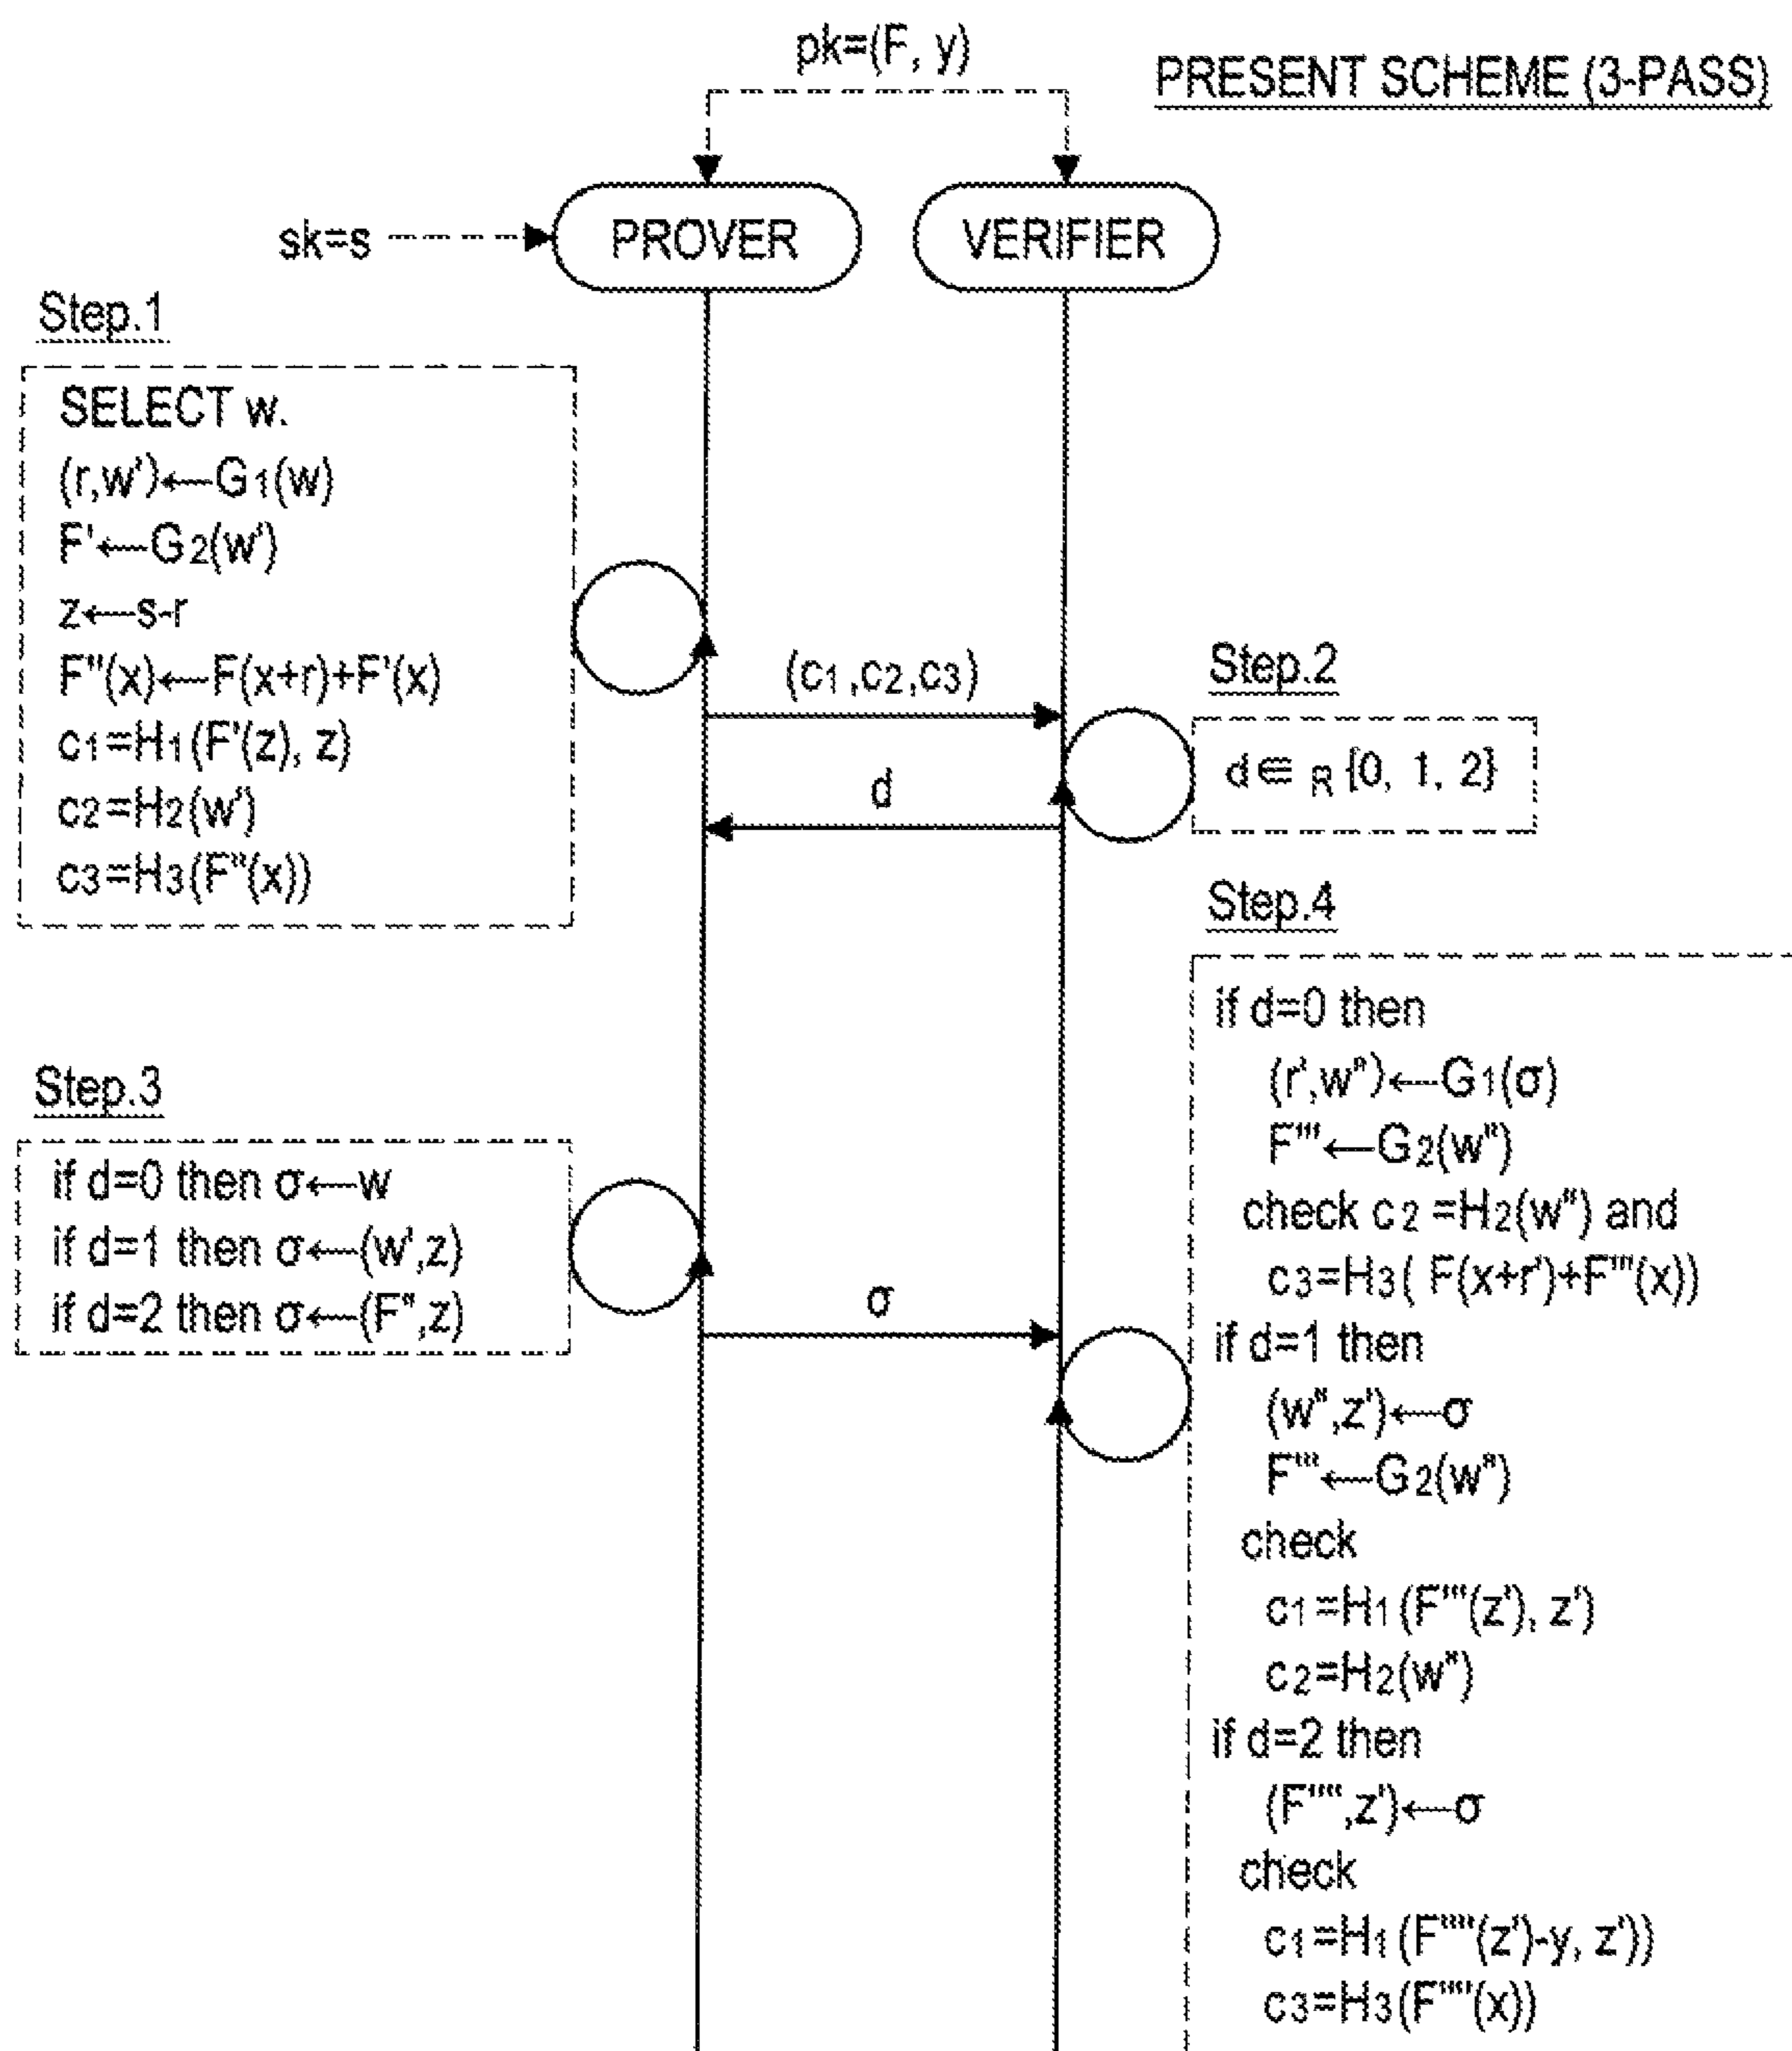 pk=(F, y)
PRESENT SCHEME (3-PASS)
sk=s
PROVER
VERIFIER
Step.1
SELECT w.
(r,w')←G1(w)
F'←G2(w')
z←s-r
F''(x)←F(x+r)+F'(x)
c1=H1(F'(z), z)
c2=H2(w')
c3=H3(F''(x))
(c1,c2,c3)
Step.2
d∈R{0, 1, 2}
d
Step.3
if d=0 then σ←w
if d=1 then σ←(w',z)
if d=2 then σ←(F'',z)
σ
Step.4
if d=0 then
(r',w'')←G1(σ)
F'''←G2(w'')
check c2 =H2(w'') and
c3=H3( F(x+r')+F'''(x))
if d=1 then
(w'',z')←σ
F'''←G2(w'')
check
c1=H1(F'''(z'), z')
c2=H2(w'')
if d=2 then
(F'''',z')←σ
check
c1=H1(F''''(z')-y, z'))
c3=H3(F''''(x))